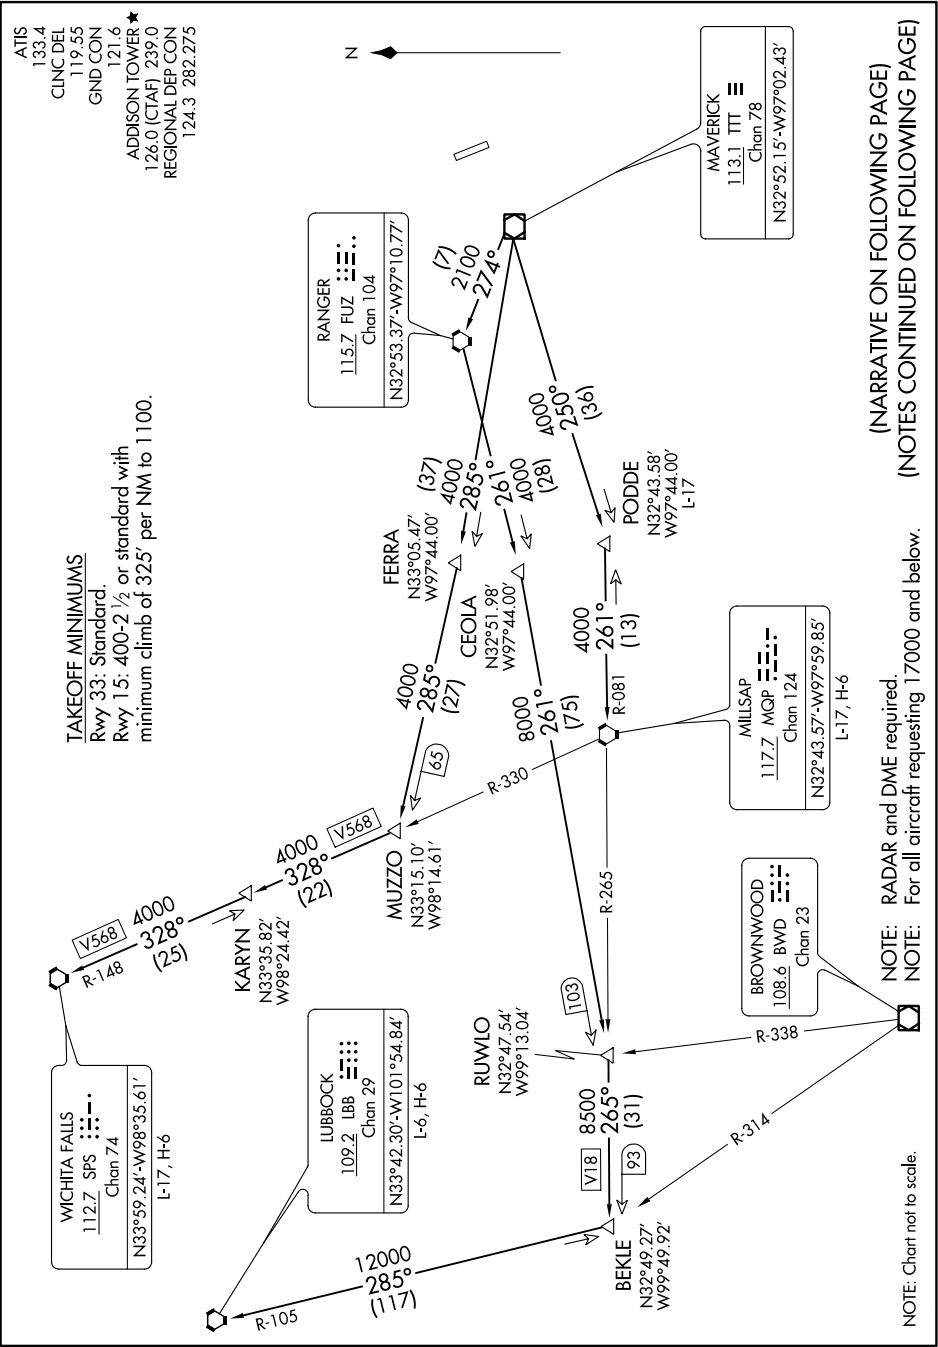 ATIS
133.4
CLNC DEL
119.55
GND CON
121.6
ADDISON TOWER ★
126.0 (CTAF) 239.0
REGIONAL DEP CON
124.3 282.275
N
TAKEOFF MINIMUMS
Rwy 33: Standard.
Rwy 15: 400-2½ or standard with
minimum climb of 325' per NM to 1100.
WICHITA FALLS
112.7 SPS
Chan 74
N33°59.24'-W98°35.61'
L-17, H-6
V568
4000
328°
(25)
R-148
KARYN
N33°35.82'
W98°24.42'
4000
328°
(22)
V568
MUZZO
N33°15.10'
W98°14.61'
65
4000
285°
(27)
FERRA
N33°05.47'
W97°44.00'
(37)
4000
285°
RANGER
115.7 FUZ
Chan 104
N32°53.37'-W97°10.77'
(7)
2100
274°
MAVERICK
113.1 TTT
Chan 78
N32°52.15'-W97°02.43'
LUBBOCK
109.2 LBB
Chan 29
N33°42.30'-W101°54.84'
L-6, H-6
R-105
12000
285°
(117)
BEKLE
N32°49.27'
W99°49.92'
V18
93
8500
265°
(31)
RUWLO
N32°47.54'
W99°13.04'
103
8000
261°
(75)
CEOLA
N32°51.98'
W97°44.00'
261°
4000
(28)
4000
250°
(36)
PODDE
N32°43.58'
W97°44.00'
L-17
4000
261°
(13)
R-081
R-330
R-265
MILLSAP
117.7 MQP
Chan 124
N32°43.57'-W97°59.85'
L-17, H-6
BROWNWOOD
108.6 BWD
Chan 23
R-338
R-314
NOTE: RADAR and DME required.
NOTE: For all aircraft requesting 17000 and below.
(NARRATIVE ON FOLLOWING PAGE)
(NOTES CONTINUED ON FOLLOWING PAGE)
NOTE: Chart not to scale.